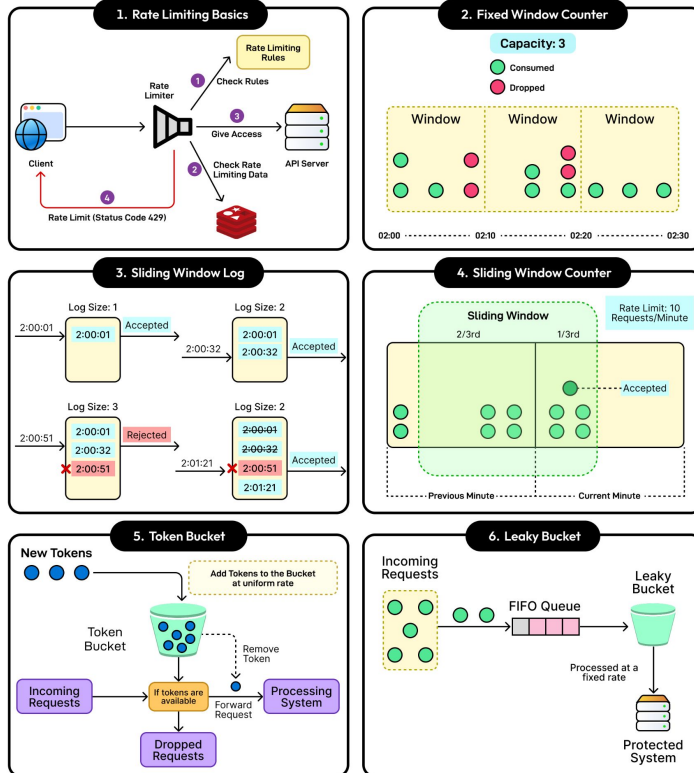 1. Rate Limiting Basics
Rate Limiting
Rules
Rate
Limiter
1
Check Rules
3
Give Access
Client
API Server
2
Check Rate
Limiting Data
4
Rate Limit (Status Code 429)
2. Fixed Window Counter
Capacity: 3
Consumed
Dropped
Window
Window
Window
02:00
02:10
02:20
02:30
3. Sliding Window Log
Log Size: 1
2:00:01
2:00:01
Accepted
Log Size: 2
2:00:01
2:00:32
2:00:32
Accepted
Log Size: 3
2:00:51
2:00:01
2:00:32
2:00:51
Rejected
Log Size: 2
2:01:21
2:00:01
2:00:32
2:00:51
2:01:21
Accepted
4. Sliding Window Counter
Rate Limit: 10
Requests/Minute
Sliding Window
2/3rd
1/3rd
Accepted
Previous Minute
Current Minute
5. Token Bucket
New Tokens
Add Tokens to the Bucket
at uniform rate
Token
Bucket
Remove
Token
Incoming
Requests
If tokens are
available
Forward
Request
Processing
System
Dropped
Requests
6. Leaky Bucket
Incoming
Requests
FIFO Queue
Leaky
Bucket
Processed at a
fixed rate
Protected
System